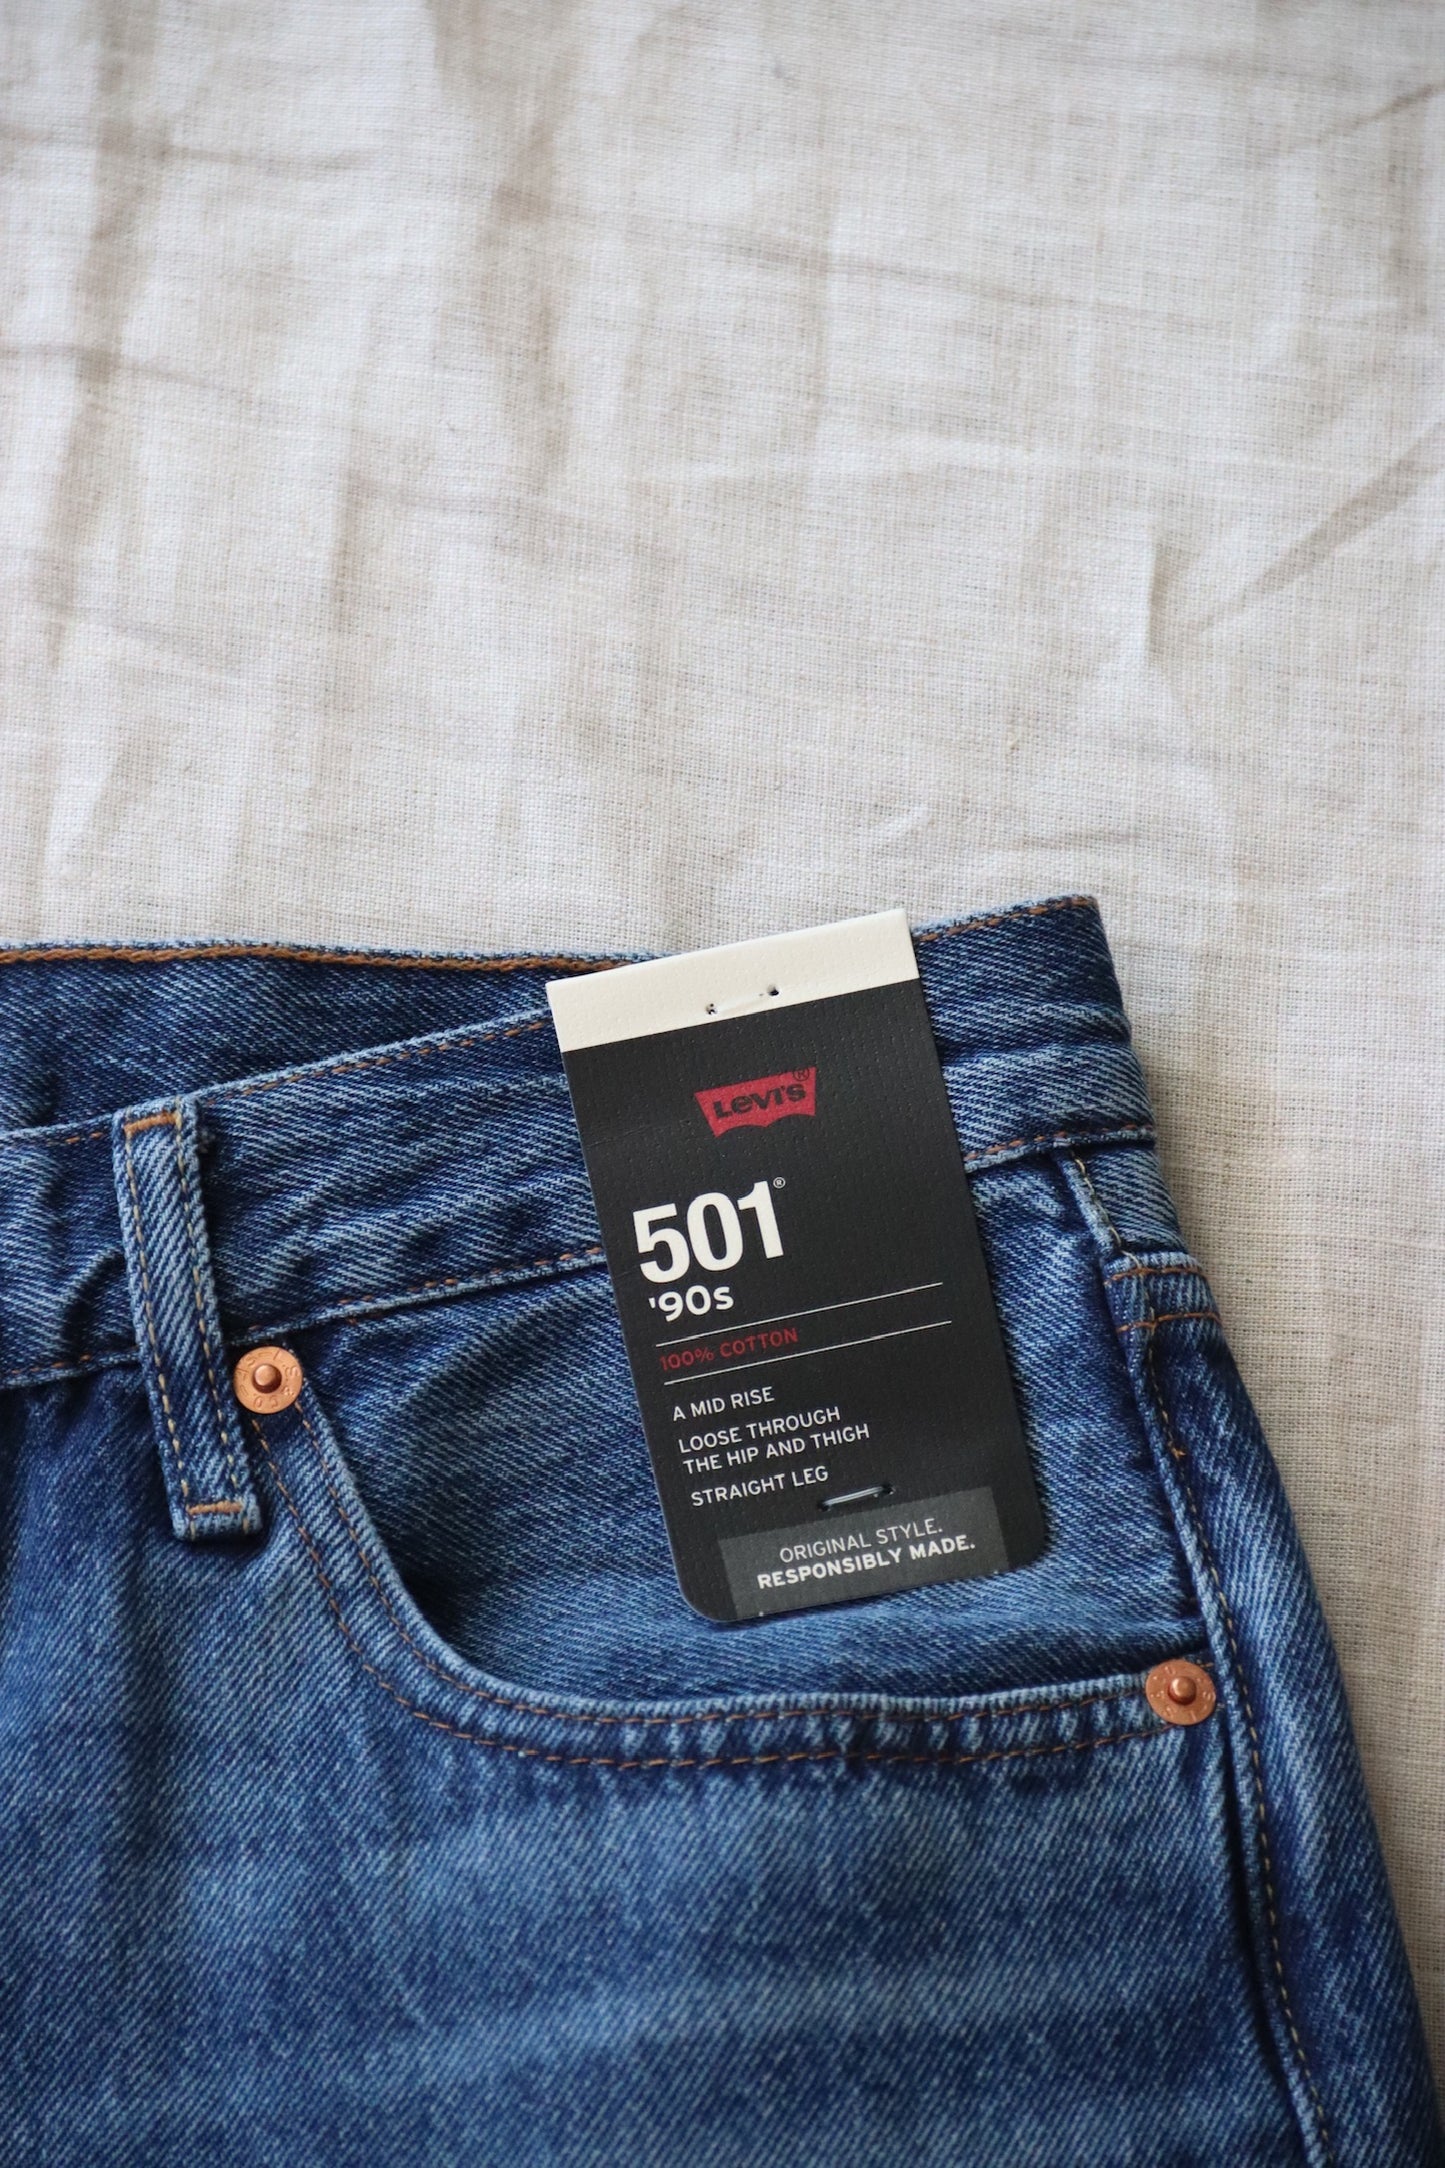 LEVI'S®
501®
'90s
100% COTTON
A MID RISE
LOOSE THROUGH
THE HIP AND THIGH
STRAIGHT LEG
ORIGINAL STYLE.
RESPONSIBLY MADE.